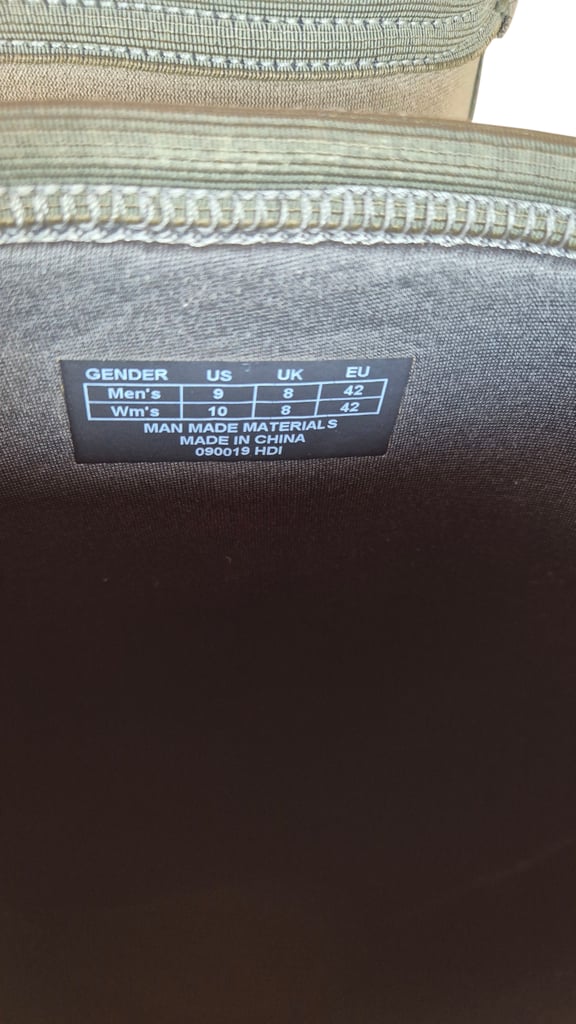 GENDER US UK EU
Men's 9 8 42
Wm's 10 8 42
MAN MADE MATERIALS
MADE IN CHINA
090019 HDI